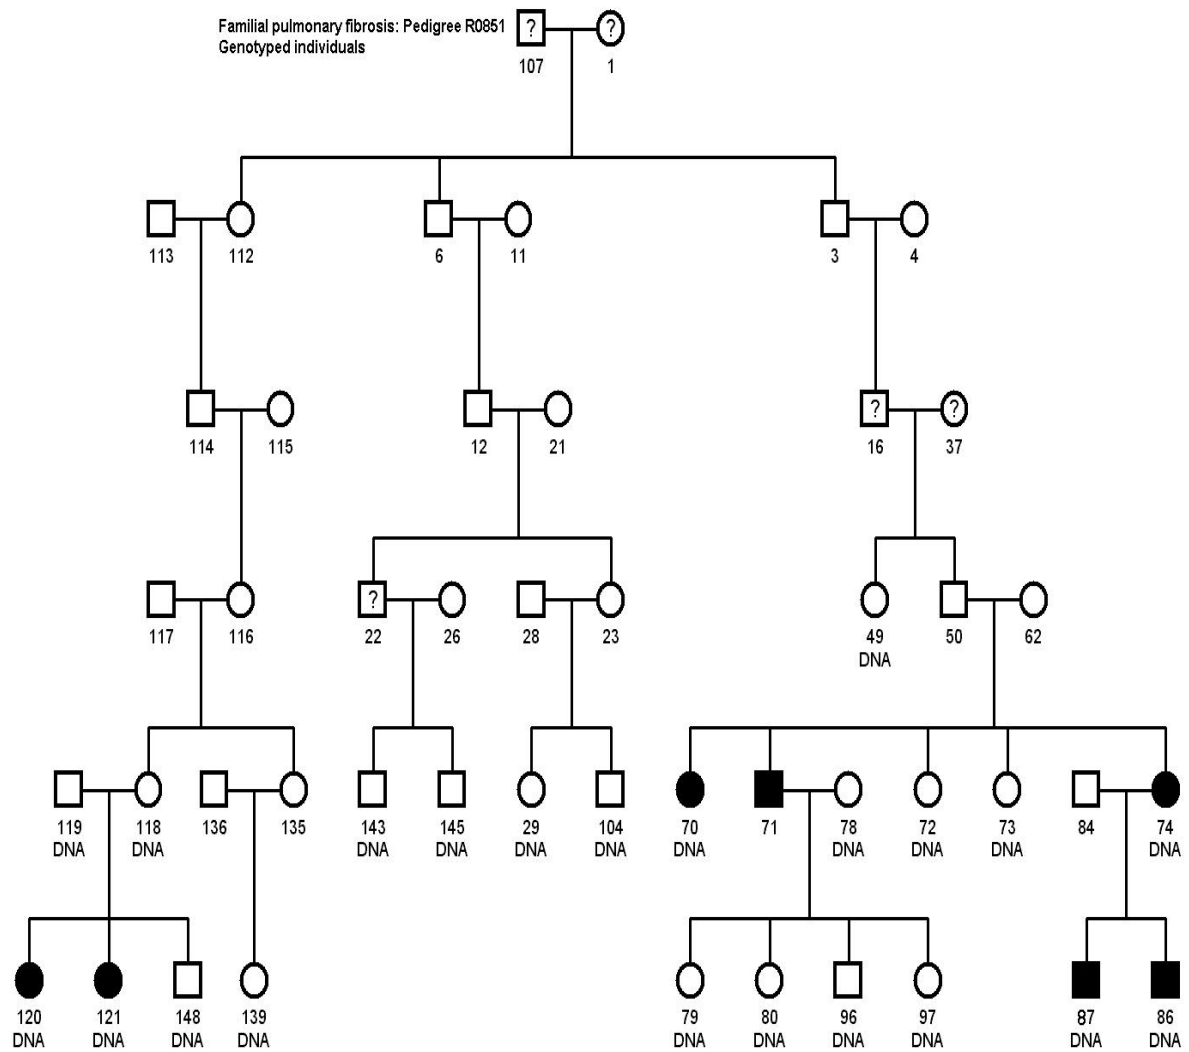 Familial pulmonary fibrosis: Pedigree R0851
Genotyped individuals
? ?
107 1
113 112 6 11 3 4
? ?
114 115 12 21 16 37
?
117 116 22 26 28 23 49 50 62
DNA
119 118 136 135 143 145 29 104 70 71 78 72 73 84 74
DNA DNA DNA DNA DNA DNA DNA DNA DNA DNA DNA
120 121 148 139 79 80 96 97 87 86
DNA DNA DNA DNA DNA DNA DNA DNA DNA DNA